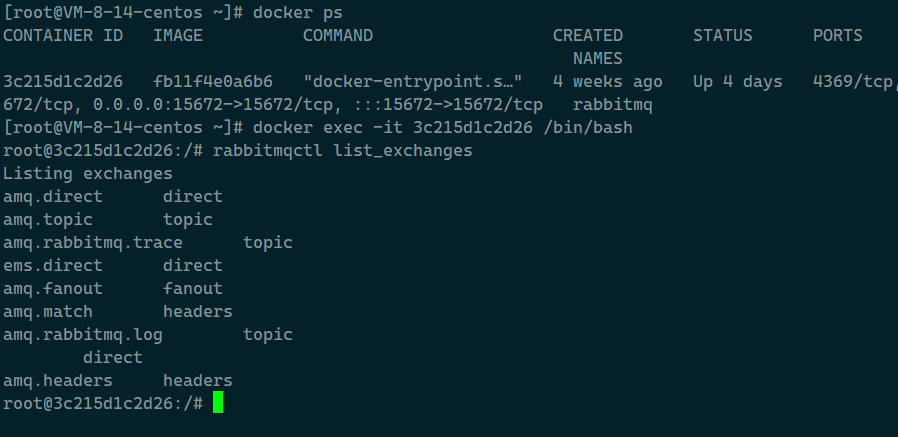 [root@VM-8-14-centos ~]# docker ps
CONTAINER ID   IMAGE          COMMAND                  CREATED       STATUS      PORTS
                                                         NAMES
3c215d1c2d26   fb11f4e0a6b6   "docker-entrypoint.s…"   4 weeks ago   Up 4 days   4369/tcp,
672/tcp, 0.0.0.0:15672->15672/tcp, :::15672->15672/tcp   rabbitmq
[root@VM-8-14-centos ~]# docker exec -it 3c215d1c2d26 /bin/bash
root@3c215d1c2d26:/# rabbitmqctl list_exchanges
Listing exchanges
amq.direct      direct
amq.topic       topic
amq.rabbitmq.trace      topic
ems.direct      direct
amq.fanout      fanout
amq.match       headers
amq.rabbitmq.log        topic
        direct
amq.headers     headers
root@3c215d1c2d26:/#